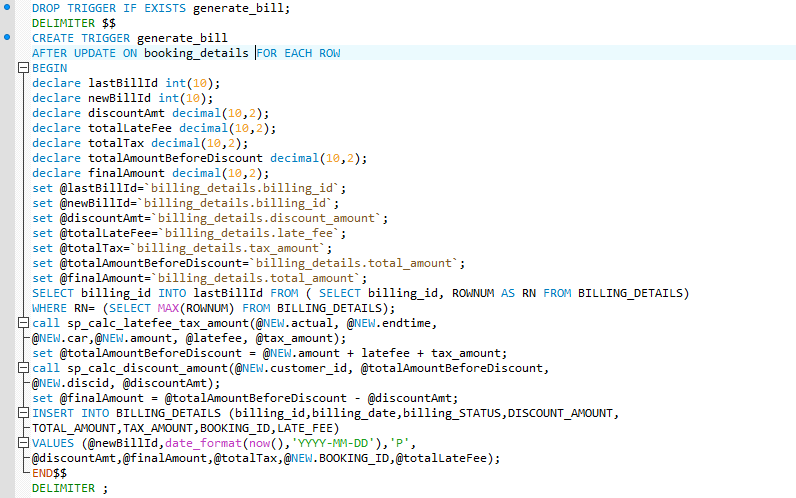 DROP TRIGGER IF EXISTS generate_bill;
DELIMITER $$
CREATE TRIGGER generate_bill
AFTER UPDATE ON booking_details FOR EACH ROW
BEGIN
declare lastBillId int(10);
declare newBillId int(10);
declare discountAmt decimal(10,2);
declare totalLateFee decimal(10,2);
declare totalTax decimal(10,2);
declare totalAmountBeforeDiscount decimal(10,2);
declare finalAmount decimal(10,2);
set @lastBillId=`billing_details.billing_id`;
set @newBillId=`billing_details.billing_id`;
set @discountAmt=`billing_details.discount_amount`;
set @totalLateFee=`billing_details.late_fee`;
set @totalTax=`billing_details.tax_amount`;
set @totalAmountBeforeDiscount=`billing_details.total_amount`;
set @finalAmount=`billing_details.total_amount`;
SELECT billing_id INTO lastBillId FROM ( SELECT billing_id, ROWNUM AS RN FROM BILLING_DETAILS)
WHERE RN= (SELECT MAX(ROWNUM) FROM BILLING_DETAILS);
call sp_calc_latefee_tax_amount(@NEW.actual, @NEW.endtime,
@NEW.car,@NEW.amount, @latefee, @tax_amount);
set @totalAmountBeforeDiscount = @NEW.amount + latefee + tax_amount;
call sp_calc_discount_amount(@NEW.customer_id, @totalAmountBeforeDiscount,
@NEW.discid, @discountAmt);
set @finalAmount = @totalAmountBeforeDiscount - @discountAmt;
INSERT INTO BILLING_DETAILS (billing_id,billing_date,billing_STATUS,DISCOUNT_AMOUNT,
TOTAL_AMOUNT,TAX_AMOUNT,BOOKING_ID,LATE_FEE)
VALUES (@newBillId,date_format(now(),'YYYY-MM-DD'),'P',
@discountAmt,@finalAmount,@totalTax,@NEW.BOOKING_ID,@totalLateFee);
END$$
DELIMITER ;